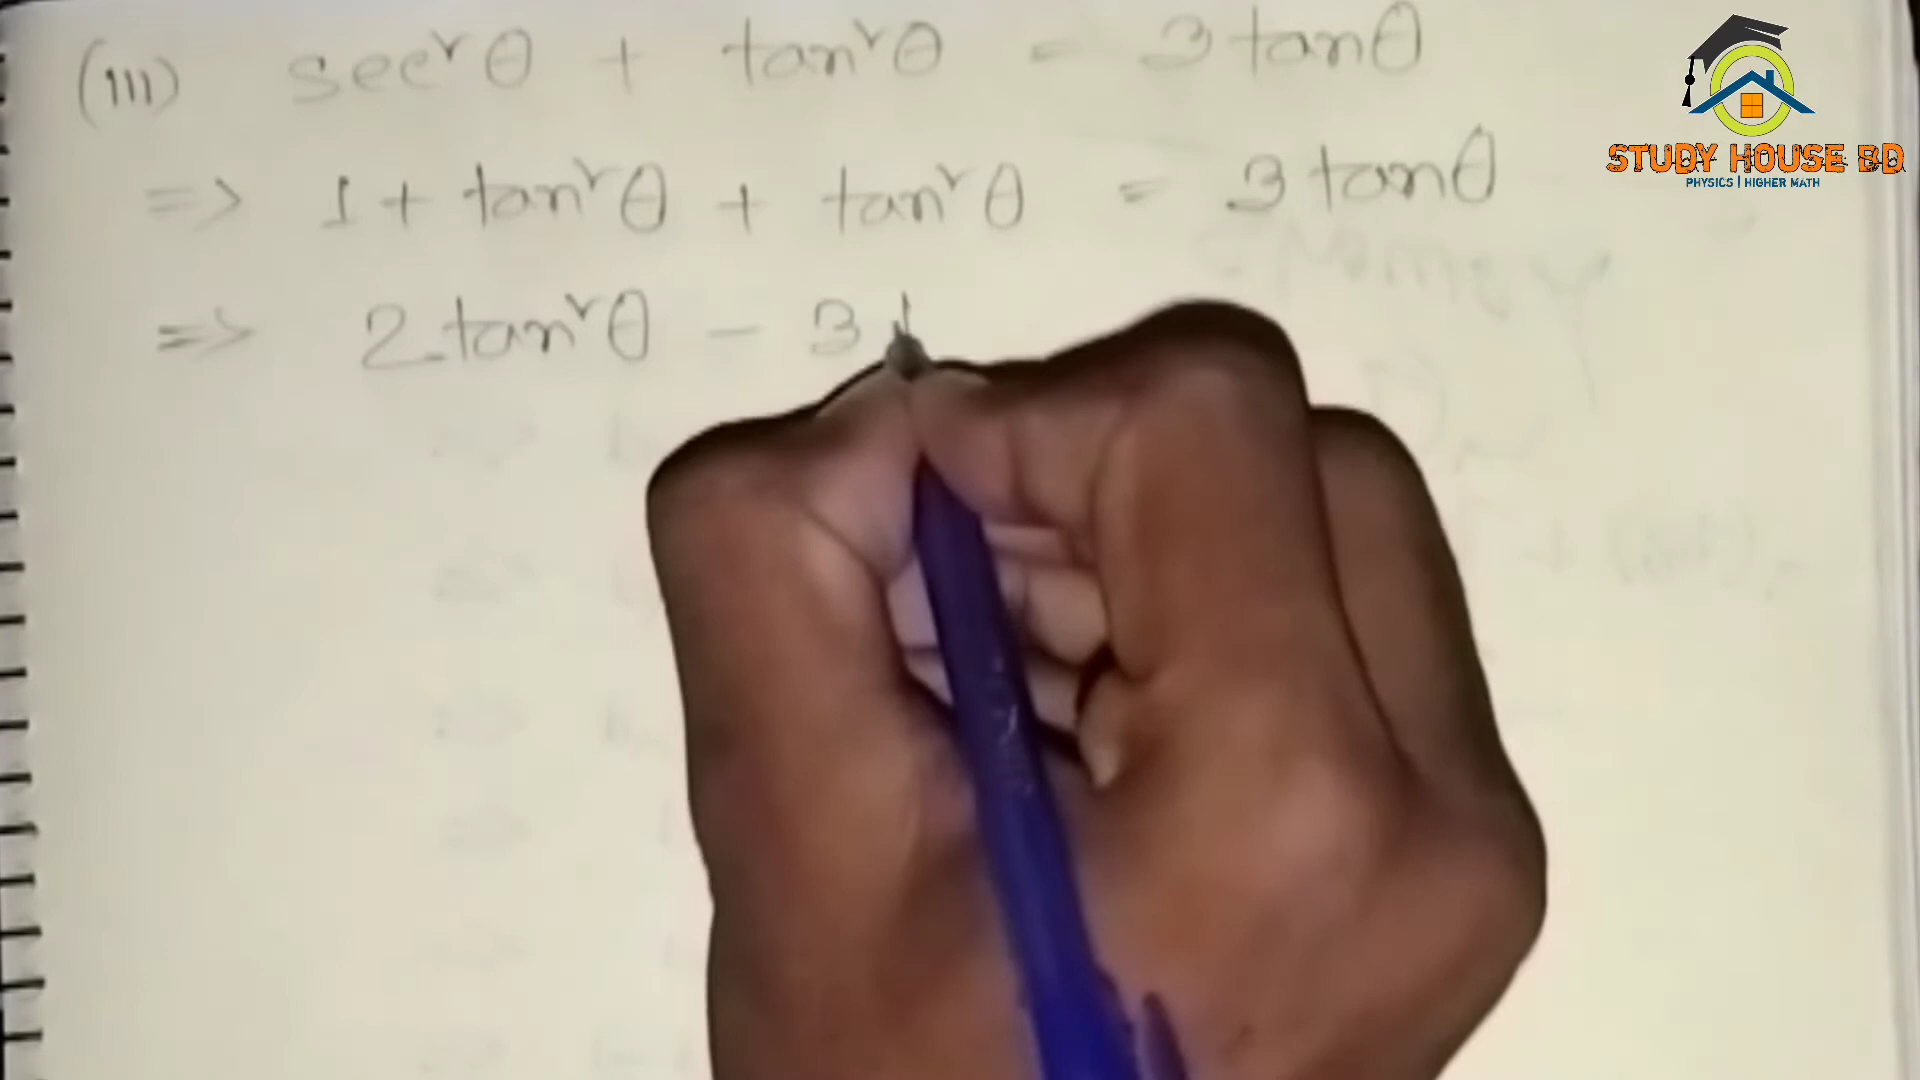 (iii) sec²θ + tan²θ = 3 tanθ
=> 1 + tan²θ + tan²θ = 3 tanθ
=> 2 tan²θ - 3 t
STUDY HOUSE BD
PHYSICS | HIGHER MATH